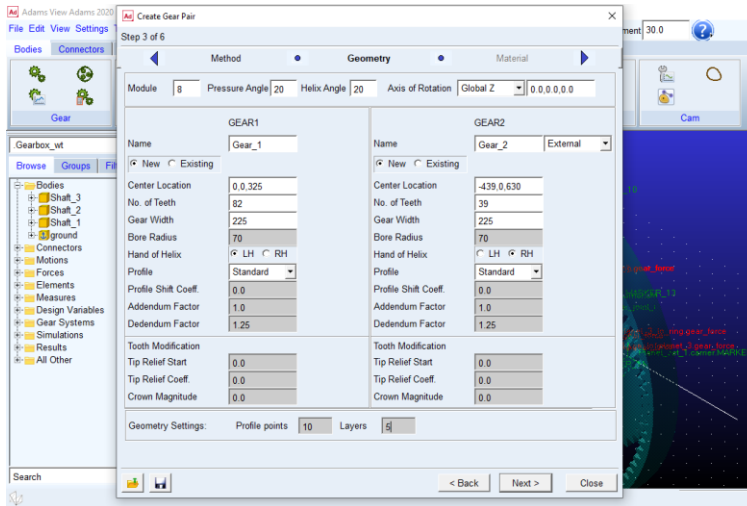 Adams View Adams 2020
File Edit View Settings
Bodies Connectors
Gear
.Gearbox_wt
Browse Groups Fil
Bodies
Shaft_3
Shaft_2
Shaft_1
ground
Connectors
Motions
Forces
Elements
Measures
Design Variables
Gear Systems
Simulations
Results
All Other
Search
Create Gear Pair
Step 3 of 6
Method Geometry Material
Module 8 Pressure Angle 20 Helix Angle 20 Axis of Rotation Global Z 0.0,0.0,0.0
GEAR1 GEAR2
Name Gear_1 Name Gear_2 External
New Existing New Existing
Center Location 0,0,325 Center Location -439,0,630
No. of Teeth 82 No. of Teeth 39
Gear Width 225 Gear Width 225
Bore Radius 70 Bore Radius 70
Hand of Helix LH RH Hand of Helix LH RH
Profile Standard Profile Standard
Profile Shift Coeff. 0.0 Profile Shift Coeff. 0.0
Addendum Factor 1.0 Addendum Factor 1.0
Dedendum Factor 1.25 Dedendum Factor 1.25
Tooth Modification Tooth Modification
Tip Relief Start 0.0 Tip Relief Start 0.0
Tip Relief Coeff. 0.0 Tip Relief Coeff. 0.0
Crown Magnitude 0.0 Crown Magnitude 0.0
Geometry Settings: Profile points 10 Layers 5
< Back Next > Close
ment 30.0
Cam